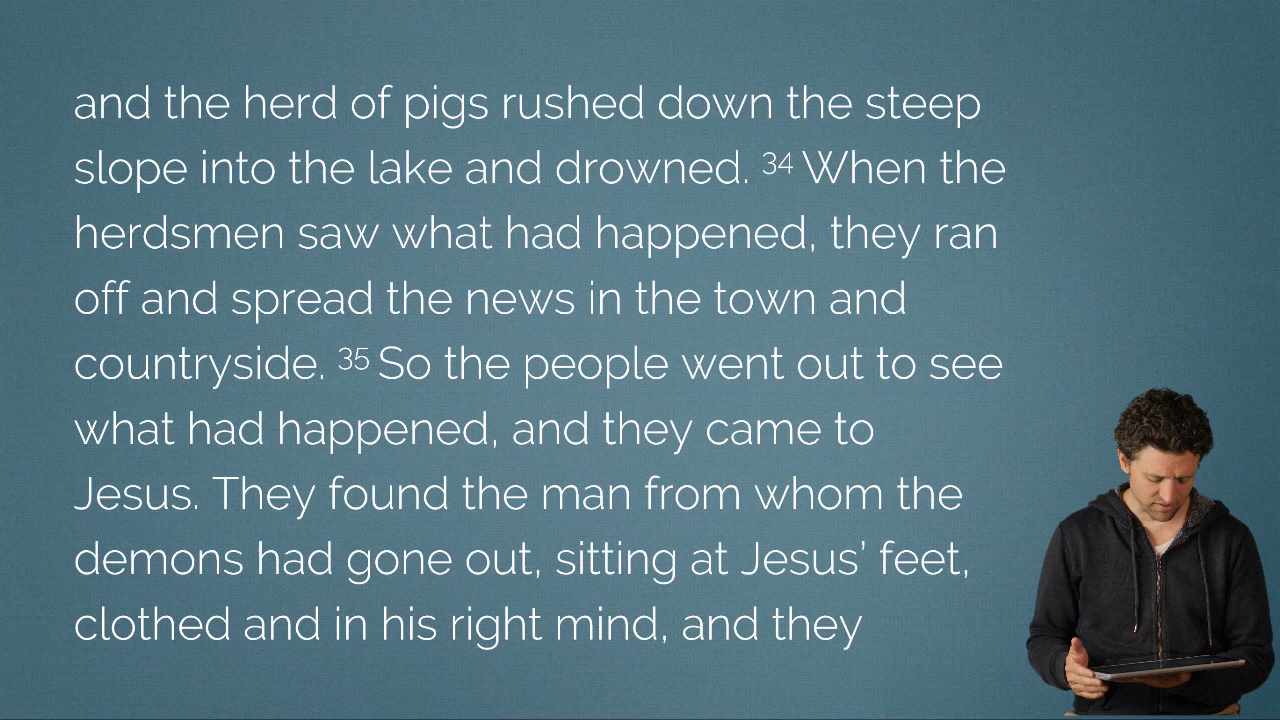 and the herd of pigs rushed down the steep
slope into the lake and drowned. 34 When the
herdsmen saw what had happened, they ran
off and spread the news in the town and
countryside. 35 So the people went out to see
what had happened, and they came to
Jesus. They found the man from whom the
demons had gone out, sitting at Jesus’ feet,
clothed and in his right mind, and they